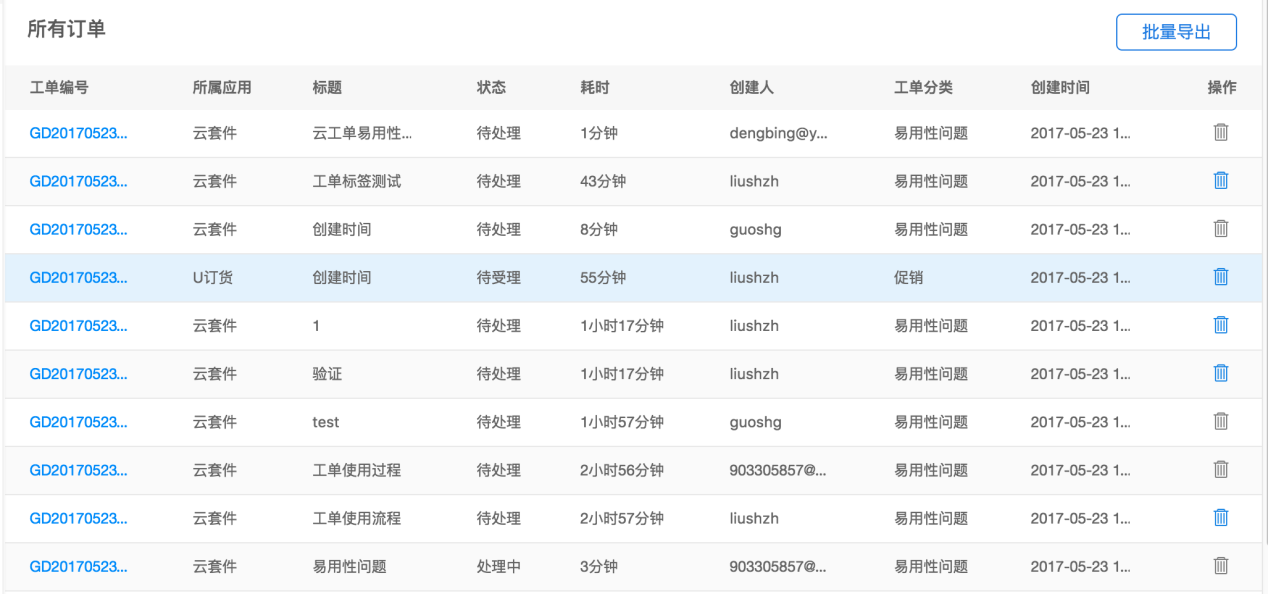 所有订单 批量导出
工单编号 所属应用 标题 状态 耗时 创建人 工单分类 创建时间 操作
GD20170523... 云套件 云工单易用性... 待处理 1分钟 dengbing@y... 易用性问题 2017-05-23 1...
GD20170523... 云套件 工单标签测试 待处理 43分钟 liushzh 易用性问题 2017-05-23 1...
GD20170523... 云套件 创建时间 待处理 8分钟 guoshg 易用性问题 2017-05-23 1...
GD20170523... U订货 创建时间 待受理 55分钟 liushzh 促销 2017-05-23 1...
GD20170523... 云套件 1 待处理 1小时17分钟 liushzh 易用性问题 2017-05-23 1...
GD20170523... 云套件 验证 待处理 1小时17分钟 liushzh 易用性问题 2017-05-23 1...
GD20170523... 云套件 test 待处理 1小时57分钟 guoshg 易用性问题 2017-05-23 1...
GD20170523... 云套件 工单使用过程 待处理 2小时56分钟 903305857@... 易用性问题 2017-05-23 1...
GD20170523... 云套件 工单使用流程 待处理 2小时57分钟 liushzh 易用性问题 2017-05-23 1...
GD20170523... 云套件 易用性问题 处理中 3分钟 903305857@... 易用性问题 2017-05-23 1...